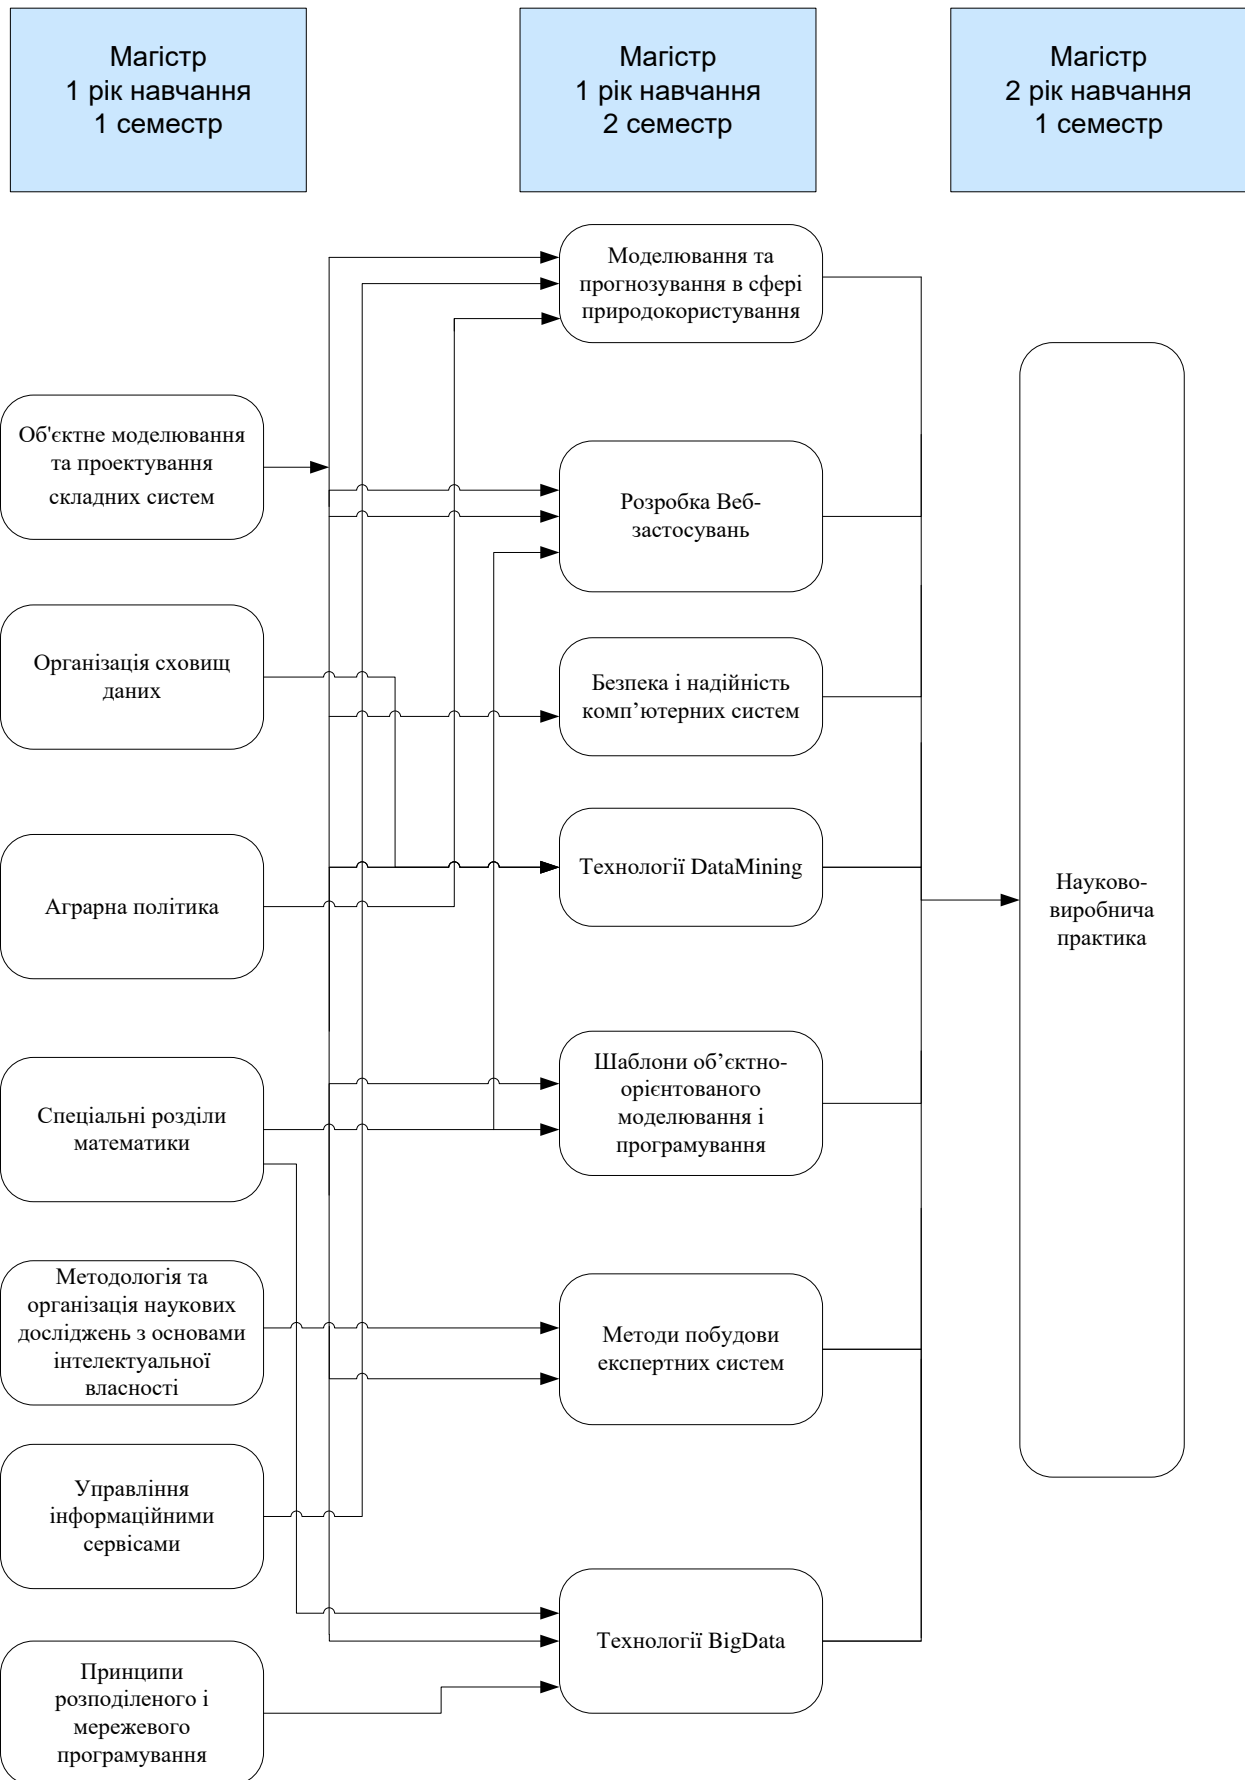 Магістр
1 рік навчання
1 семестр
Магістр
1 рік навчання
2 семестр
Магістр
2 рік навчання
1 семестр
Об'єктне моделювання
та проектування
складних систем
Організація сховищ
даних
Аграрна політика
Спеціальні розділи
математики
Методологія та
організація наукових
досліджень з основами
інтелектуальної
власності
Управління
інформаційними
сервісами
Принципи
розподіленого і
мережевого
програмування
Моделювання та
прогнозування в сфері
природокористування
Розробка Веб-
застосувань
Безпека і надійність
комп’ютерних систем
Технології DataMining
Шаблони об’єктно-
орієнтованого
моделювання і
програмування
Методи побудови
експертних систем
Технології BigData
Науково-
виробнича
практика